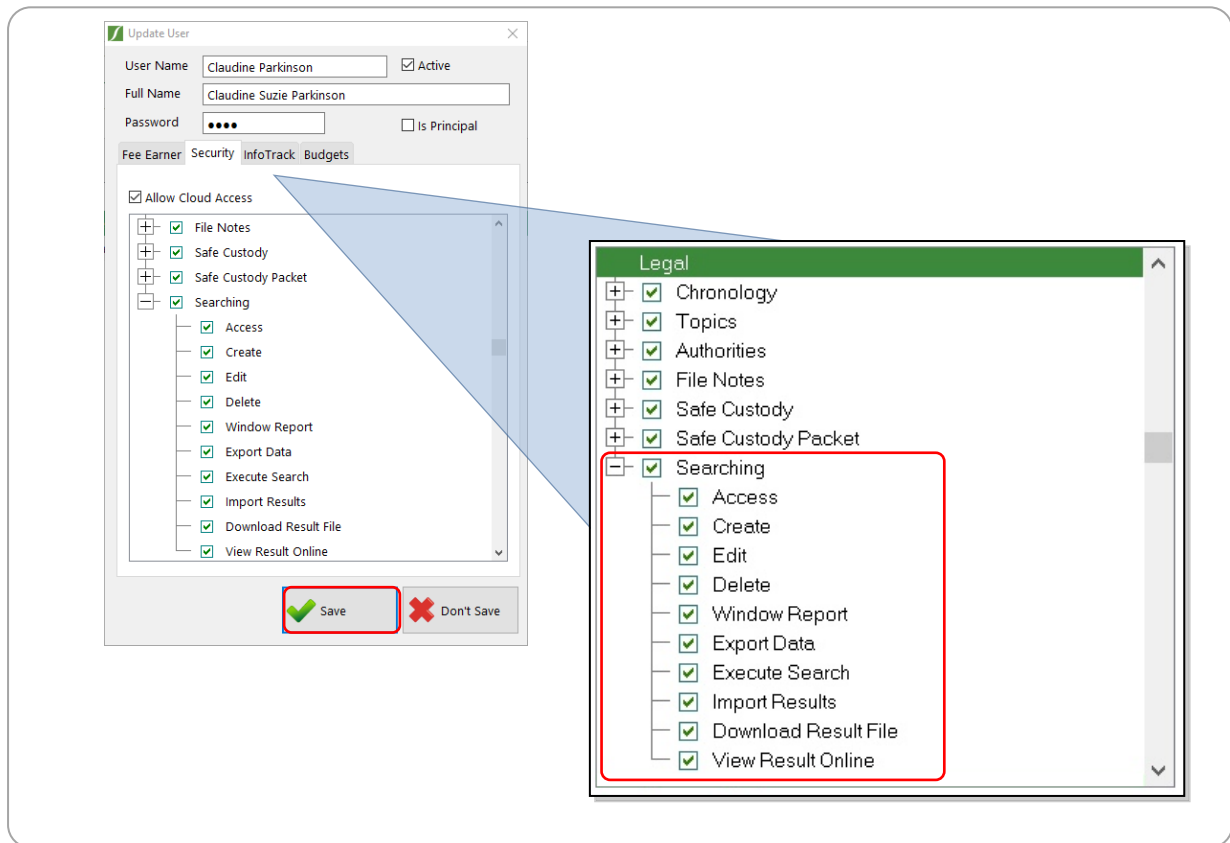 Update User
User Name Claudine Parkinson Active
Full Name Claudine Suzie Parkinson
Password •••• Is Principal
Fee Earner Security InfoTrack Budgets
Allow Cloud Access
File Notes
Safe Custody
Safe Custody Packet
Searching
Access
Create
Edit
Delete
Window Report
Export Data
Execute Search
Import Results
Download Result File
View Result Online
Save Don't Save
Legal
Chronology
Topics
Authorities
File Notes
Safe Custody
Safe Custody Packet
Searching
Access
Create
Edit
Delete
Window Report
Export Data
Execute Search
Import Results
Download Result File
View Result Online